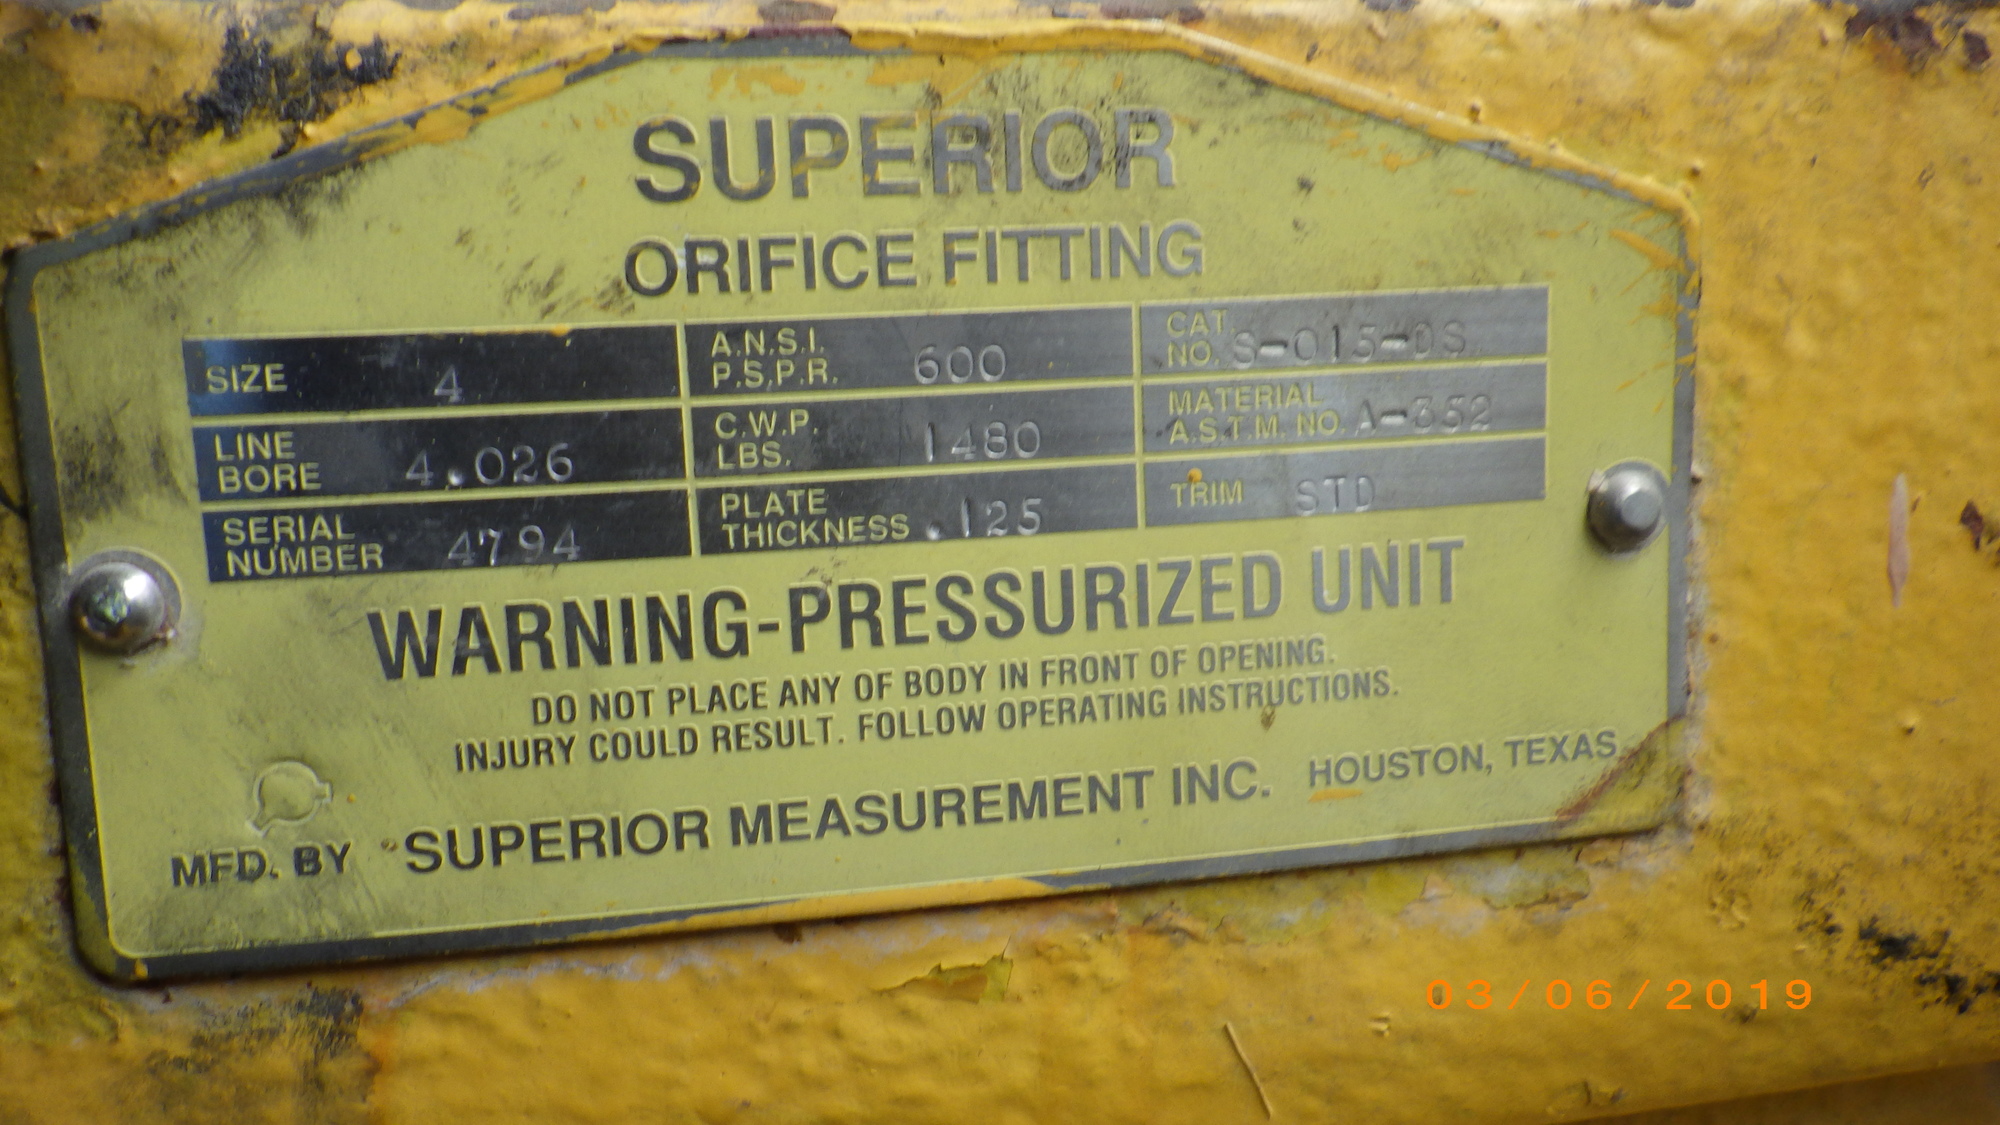 SUPERIOR
ORIFICE FITTING
SIZE 4
A.N.S.I.
P.S.P.R. 600
CAT.
NO. S-015-DS
LINE
BORE 4.026
C.W.P.
LBS. 1480
MATERIAL
A.S.T.M. NO. A-352
SERIAL
NUMBER 4794
PLATE
THICKNESS .125
TRIM STD
WARNING-PRESSURIZED UNIT
DO NOT PLACE ANY OF BODY IN FRONT OF OPENING.
INJURY COULD RESULT. FOLLOW OPERATING INSTRUCTIONS.
MFD. BY SUPERIOR MEASUREMENT INC. HOUSTON, TEXAS
03/06/2019